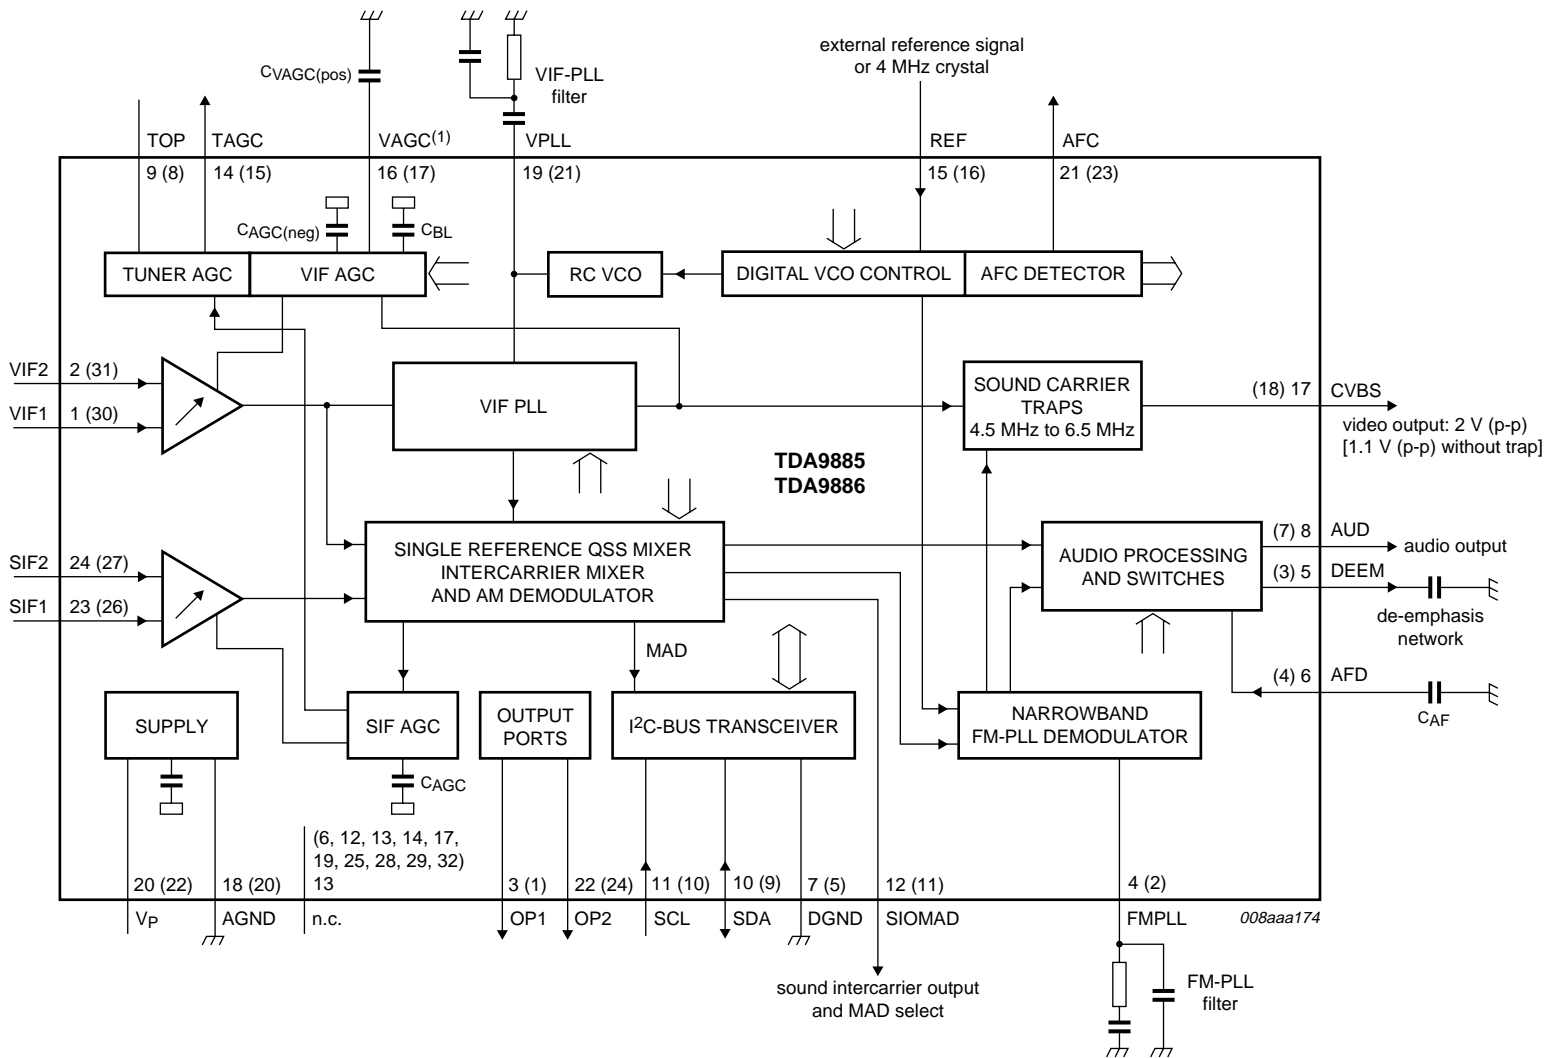 external reference signal
or 4 MHz crystal
CVAGC(pos)
VIF-PLL
filter
TOP
TAGC
VAGC(1)
VPLL
REF
AFC
9 (8)
14 (15)
16 (17)
19 (21)
15 (16)
21 (23)
CAGC(neg)
CBL
TUNER AGC
VIF AGC
RC VCO
DIGITAL VCO CONTROL
AFC DETECTOR
VIF2
2 (31)
VIF1
1 (30)
VIF PLL
SOUND CARRIER
TRAPS
4.5 MHz to 6.5 MHz
(18) 17
CVBS
video output: 2 V (p-p)
[1.1 V (p-p) without trap]
TDA9885
TDA9886
SIF2
24 (27)
SIF1
23 (26)
SINGLE REFERENCE QSS MIXER
INTERCARRIER MIXER
AND AM DEMODULATOR
AUDIO PROCESSING
AND SWITCHES
(7) 8
AUD
audio output
(3) 5
DEEM
de-emphasis
network
MAD
(4) 6
AFD
CAF
SUPPLY
SIF AGC
OUTPUT
PORTS
I2C-BUS TRANSCEIVER
NARROWBAND
FM-PLL DEMODULATOR
CAGC
(6, 12, 13, 14, 17,
19, 25, 28, 29, 32)
20 (22)
18 (20)
13
3 (1)
22 (24)
11 (10)
10 (9)
7 (5)
12 (11)
4 (2)
VP
AGND
n.c.
OP1
OP2
SCL
SDA
DGND
SIOMAD
FMPLL
008aaa174
sound intercarrier output
and MAD select
FM-PLL
filter